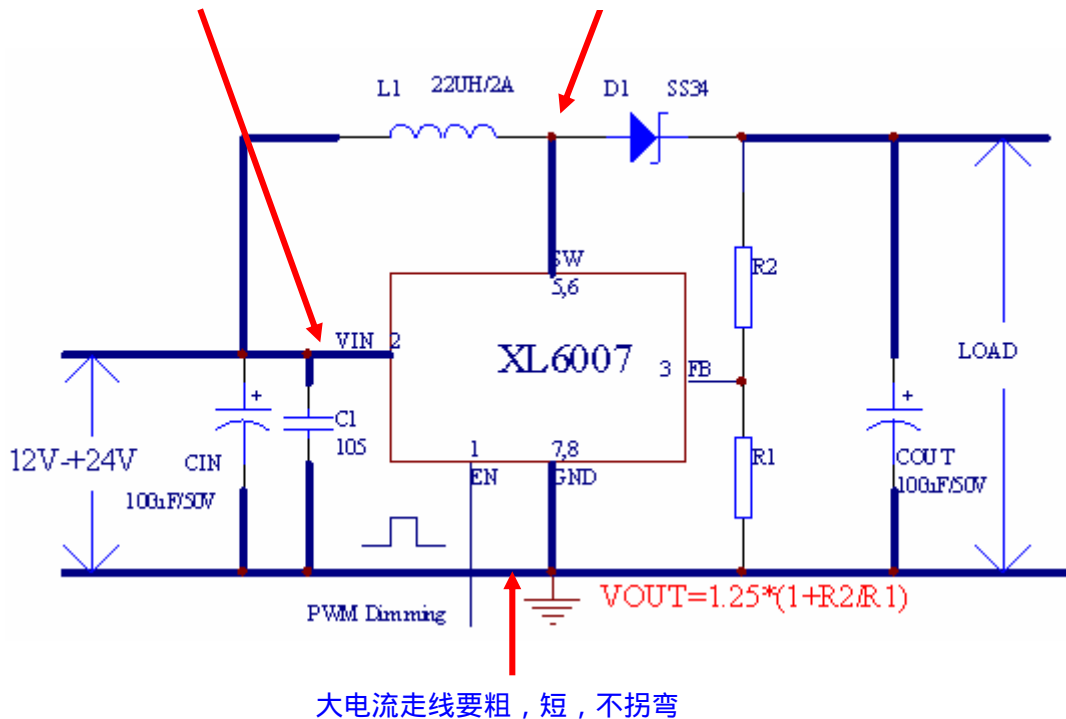 L1 22UH/2A D1 SS34
SW
5,6
R2
VIN 2
XL6007
3 FB
LOAD
+
C1
105
12V-+24V
CIN
100uF/50V
1
EN
7,8
GND
R1
+
COUT
100uF/50V
PWM Dimming
VOUT=1.25*(1+R2/R1)
大电流走线要粗，短，不拐弯